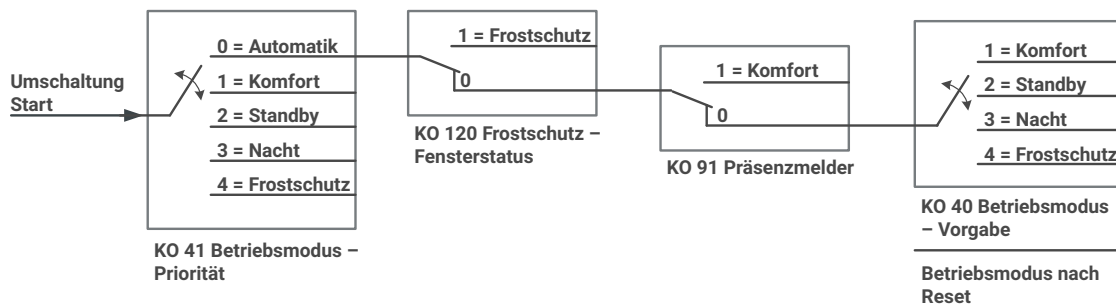 Umschaltung
Start
0 = Automatik
1 = Komfort
2 = Standby
3 = Nacht
4 = Frostschutz
KO 41 Betriebsmodus –
Priorität
1 = Frostschutz
0
KO 120 Frostschutz –
Fensterstatus
1 = Komfort
0
KO 91 Präsenzmelder
1 = Komfort
2 = Standby
3 = Nacht
4 = Frostschutz
KO 40 Betriebsmodus
– Vorgabe
Betriebsmodus nach
Reset